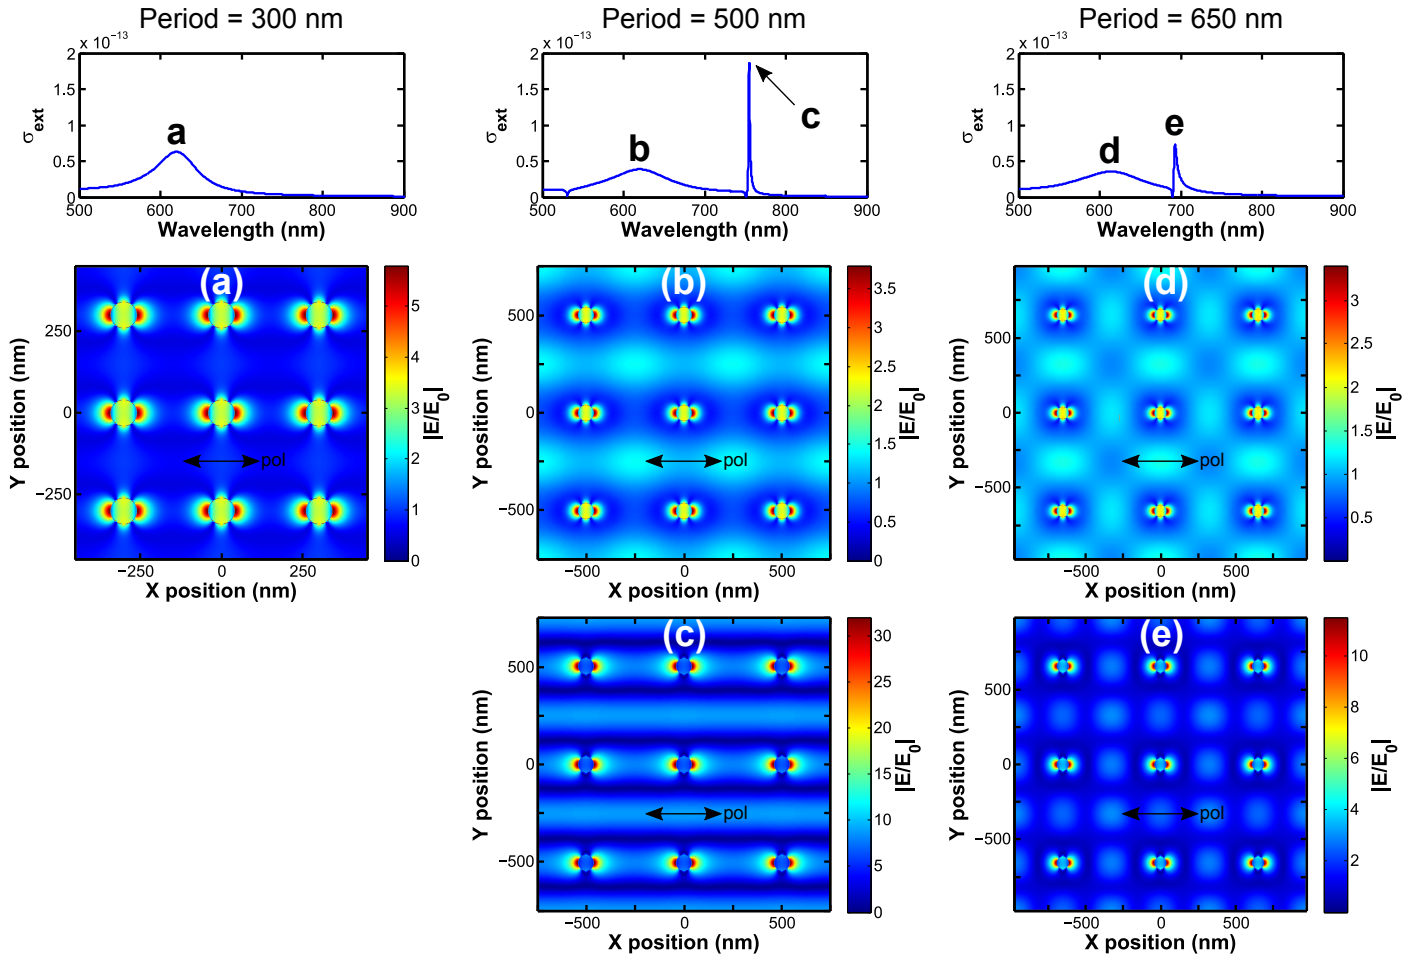 Period = 300 nm
Period = 500 nm
Period = 650 nm
x 10⁻¹³
2
1.5
1
0.5
0
σext
a
500 600 700 800 900
Wavelength (nm)
x 10⁻¹³
2
1.5
1
0.5
0
σext
b
c
500 600 700 800 900
Wavelength (nm)
x 10⁻¹³
2
1.5
1
0.5
0
σext
d
e
500 600 700 800 900
Wavelength (nm)
(a)
Y position (nm)
250
0
−250
pol
−250 0 250
X position (nm)
5
4
3
2
1
0
|E/E0|
(b)
Y position (nm)
500
0
−500
pol
−500 0 500
X position (nm)
3.5
3
2.5
2
1.5
1
0.5
0
|E/E0|
(d)
Y position (nm)
500
0
−500
pol
−500 0 500
X position (nm)
3
2.5
2
1.5
1
0.5
|E/E0|
(c)
Y position (nm)
500
0
−500
pol
−500 0 500
X position (nm)
30
25
20
15
10
5
0
|E/E0|
(e)
Y position (nm)
500
0
−500
pol
−500 0 500
X position (nm)
10
8
6
4
2
|E/E0|